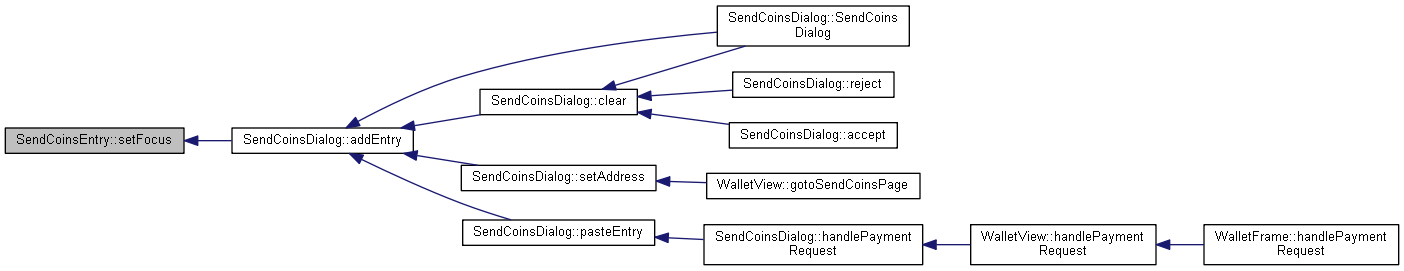 SendCoinsEntry::setFocus
SendCoinsDialog::addEntry
SendCoinsDialog::SendCoins
Dialog
SendCoinsDialog::clear
SendCoinsDialog::reject
SendCoinsDialog::accept
SendCoinsDialog::setAddress
WalletView::gotoSendCoinsPage
SendCoinsDialog::pasteEntry
SendCoinsDialog::handlePayment
Request
WalletView::handlePayment
Request
WalletFrame::handlePayment
Request